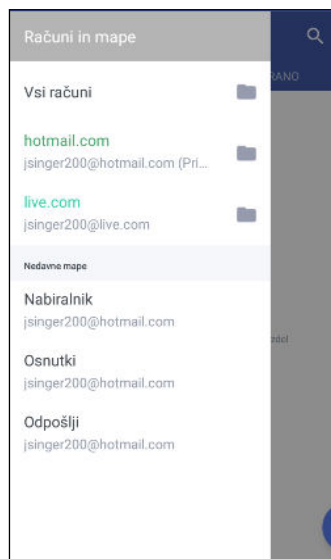 Računi in mape
RANO
Vsi računi
hotmail.com
jsinger200@hotmail.com (Pri...
live.com
jsinger200@live.com
Nedavne mape
Nabiralnik
jsinger200@hotmail.com
Osnutki
jsinger200@hotmail.com
Odpošlji
jsinger200@hotmail.com